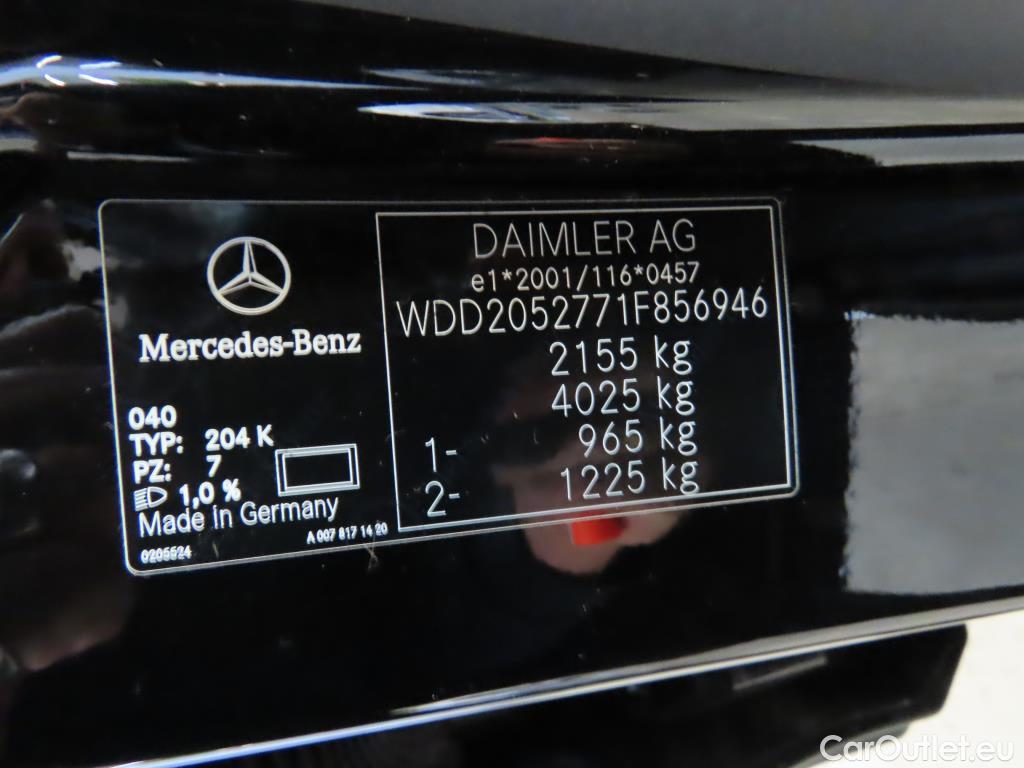 Mercedes-Benz
040
TYP: 204 K
PZ: 7
1,0 %
Made in Germany
0205524
A 007 817 14 20
DAIMLER AG
e1*2001/116*0457
WDD2052771F856946
2155 kg
4025 kg
1- 965 kg
2- 1225 kg
CarOutlet.eu